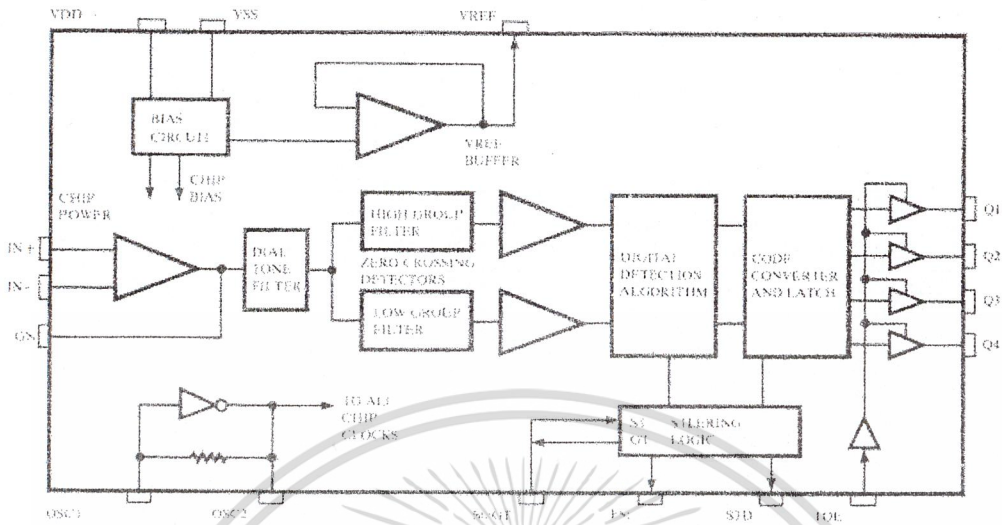 VDD
VSS
VREF
BIAS
CIRCUIT
VREF
BUFFER
CHIP
BIAS
CHIP
POWER
IN+
IN-
GS
DIAL
TONE
FILTER
HIGH GROUP
FILTER
ZERO CROSSING
DETECTORS
LOW GROUP
FILTER
DIGITAL
DETECTION
ALGORITHM
CODE
CONVERTER
AND LATCH
Q1
Q2
Q3
Q4
TO ALL
CHIP
CLOCKS
GT
STEERING
LOGIC
OSC1
OSC2